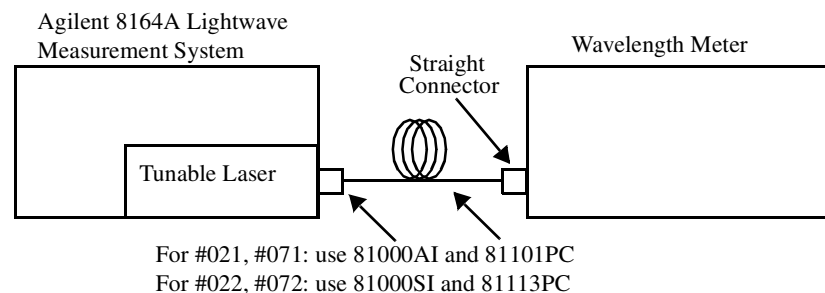 Agilent 8164A Lightwave
Measurement System
Wavelength Meter
Straight
Connector
Tunable Laser
For #021, #071: use 81000AI and 81101PC
For #022, #072: use 81000SI and 81113PC